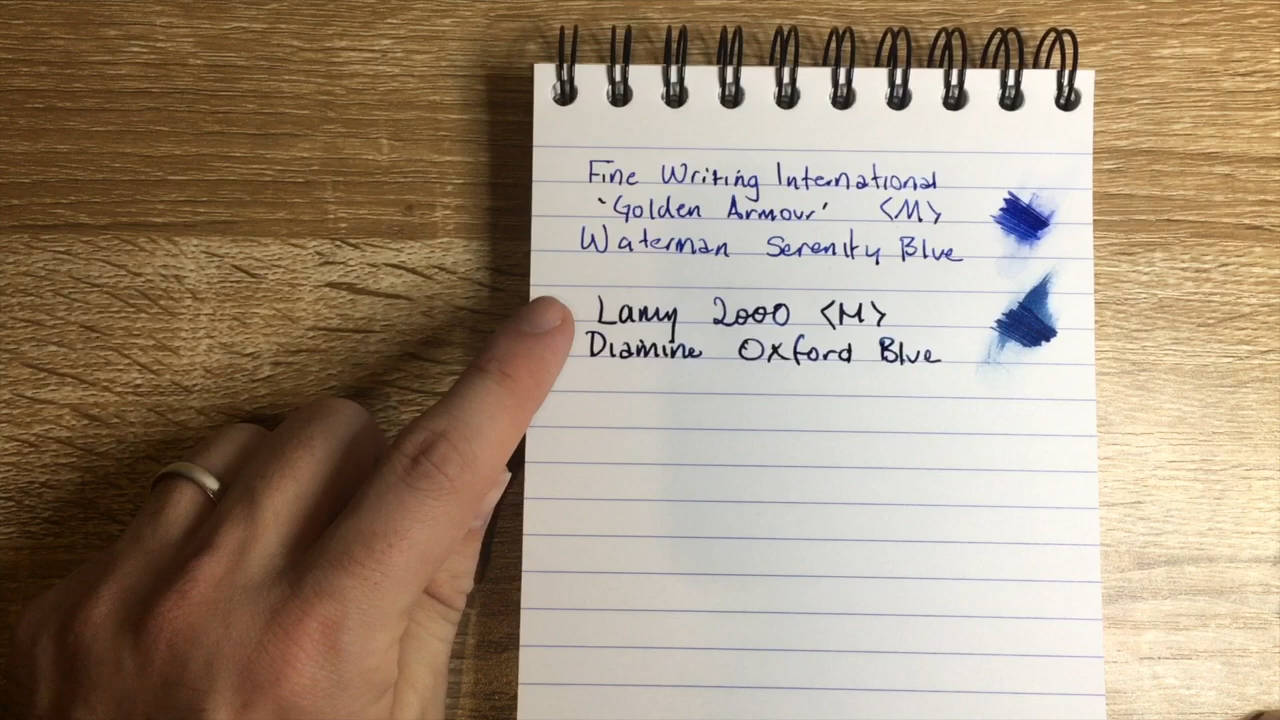 Fine Writing International
'Golden Armour' <M>
Waterman Serenity Blue
Lamy 2000 <M>
Diamine Oxford Blue